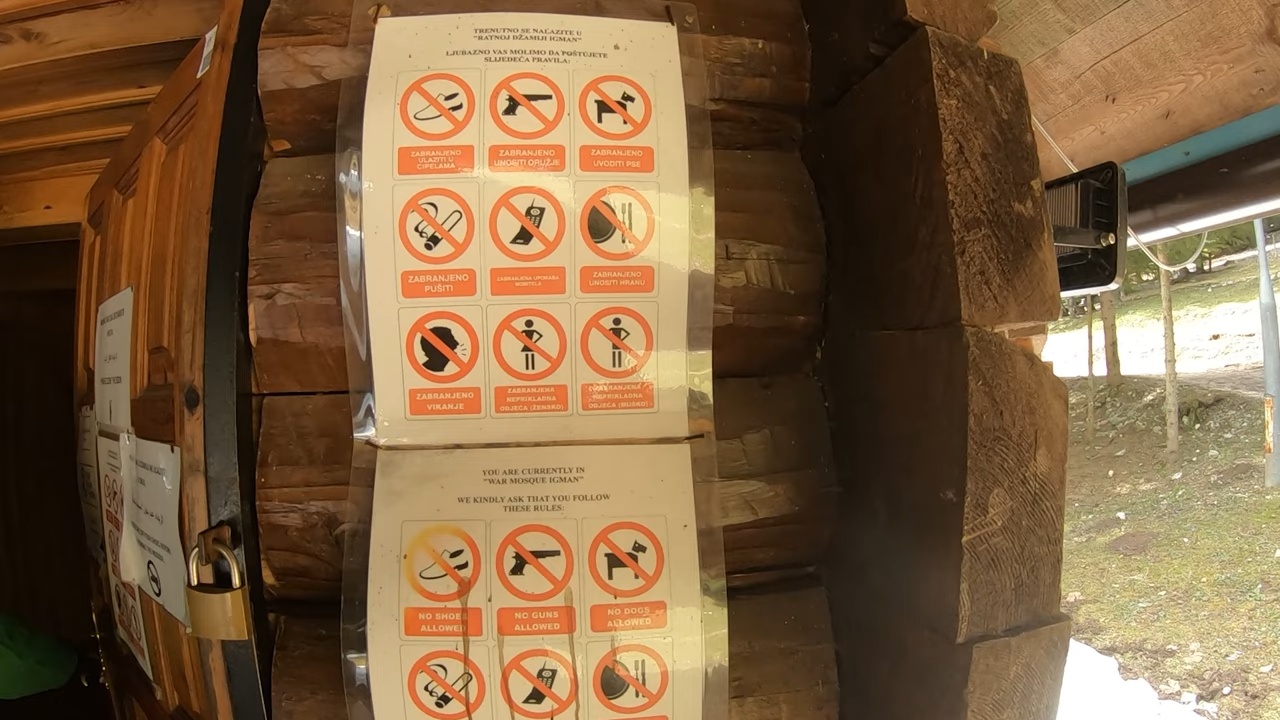 TRENUTNO SE NALAZITE U
"RATNOJ DŽAMIJI IGMAN"
LJUBAZNO VAS MOLIMO DA POŠTUJETE
SLIJEDEĆA PRAVILA:
ZABRANJENO
ULAZITI U
CIPELAMA
ZABRANJENO
UNOSITI ORUŽJE
ZABRANJENO
UVODITI PSE
ZABRANJENO
PUŠITI
ZABRANJENA UPORABA
MOBITELA
ZABRANJENO
UNOSITI HRANU
ZABRANJENO
VIKANJE
ZABRANJENA
NEPRIKLADNA
ODJEĆA (ŽENSKO)
ZABRANJENA
NEPRIKLADNA
ODJEĆA (MUŠKO)
YOU ARE CURRENTLY IN
"WAR MOSQUE IGMAN"
WE KINDLY ASK THAT YOU FOLLOW
THESE RULES:
NO SHOES
ALLOWED
NO GUNS
ALLOWED
NO DOGS
ALLOWED